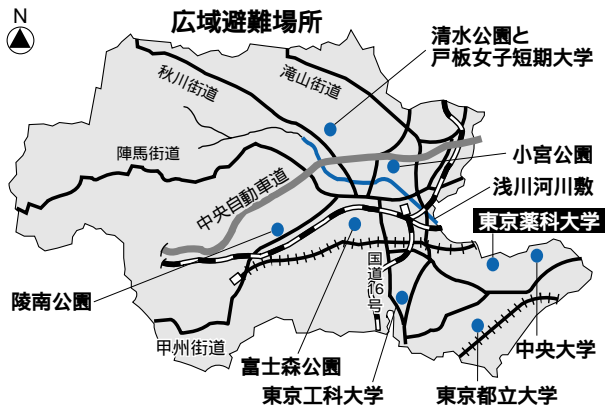 N
広域避難場所
清水公園と
戸板女子短期大学
秋川街道
滝山街道
陣馬街道
小宮公園
中央自動車道
浅川河川敷
東京薬科大学
国道16号
陵南公園
甲州街道
富士森公園
中央大学
東京工科大学
東京都立大学